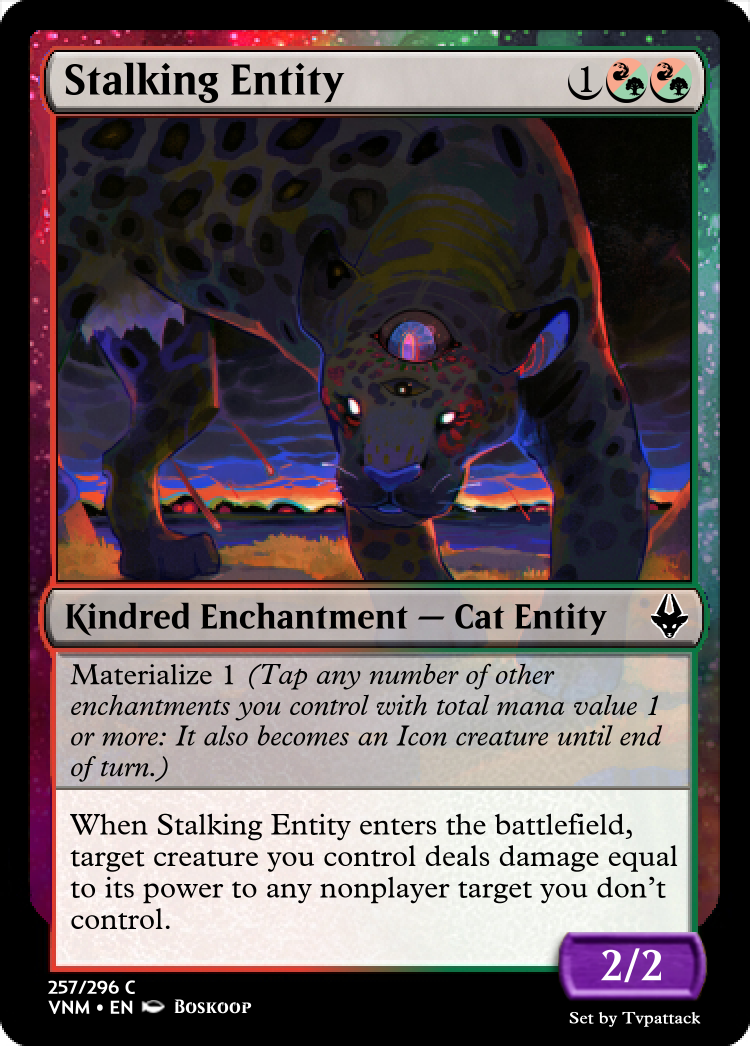 Stalking Entity 1
Kindred Enchantment — Cat Entity
Materialize 1 (Tap any number of other
enchantments you control with total mana value 1
or more: It also becomes an Icon creature until end
of turn.)
When Stalking Entity enters the battlefield,
target creature you control deals damage equal
to its power to any nonplayer target you don't
control.
2/2
257/296 C
VNM • EN Boskoop
Set by Tvpattack